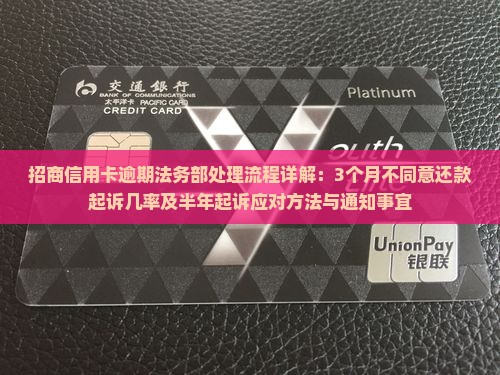 交通銀行
BANK OF COMMUNICATIONS
太平洋卡 PACIFIC CARD
CREDIT CARD
Platinum
outh
招商信用卡逾期法务部处理流程详解：3个月不同意还款
起诉几率及半年起诉应对方法与通知事宜
UnionPay
银联